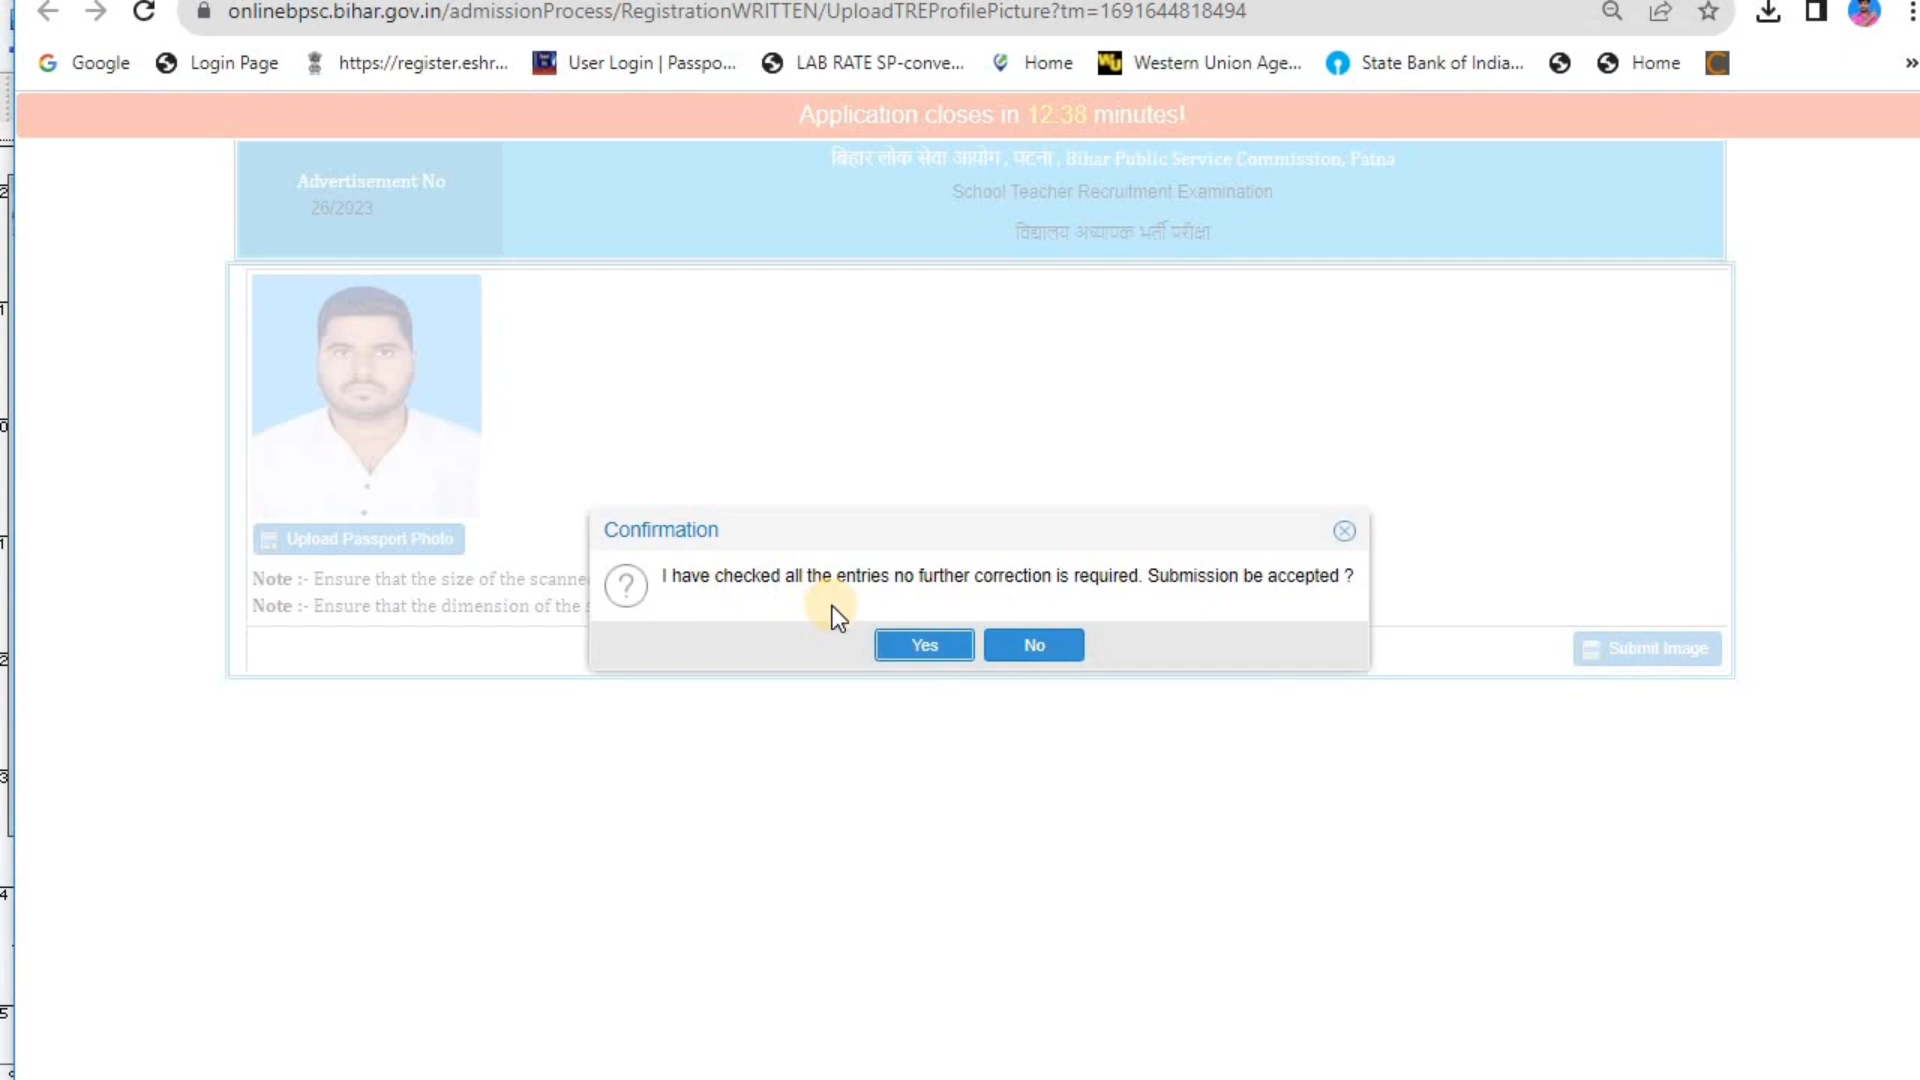 onlinebpsc.bihar.gov.in/admissionProcess/RegistrationWRITTEN/UploadTREProfilePicture?tm=1691644818494
Google Login Page https://register.eshr... User Login | Passpo... LAB RATE SP-conve... Home Western Union Age... State Bank of India... Home »
Application closes in 12:38 minutes!
बिहार लोक सेवा आयोग , पटना , Bihar Public Service Commission, Patna
Advertisement No
School Teacher Recruitment Examination
26/2023
विद्यालय अध्यापक भर्ती परीक्षा
Upload Passport Photo
Note :- Ensure that the size of the scanne
Note :- Ensure that the dimension of the s
Confirmation
I have checked all the entries no further correction is required. Submission be accepted ?
Yes No
Submit Image